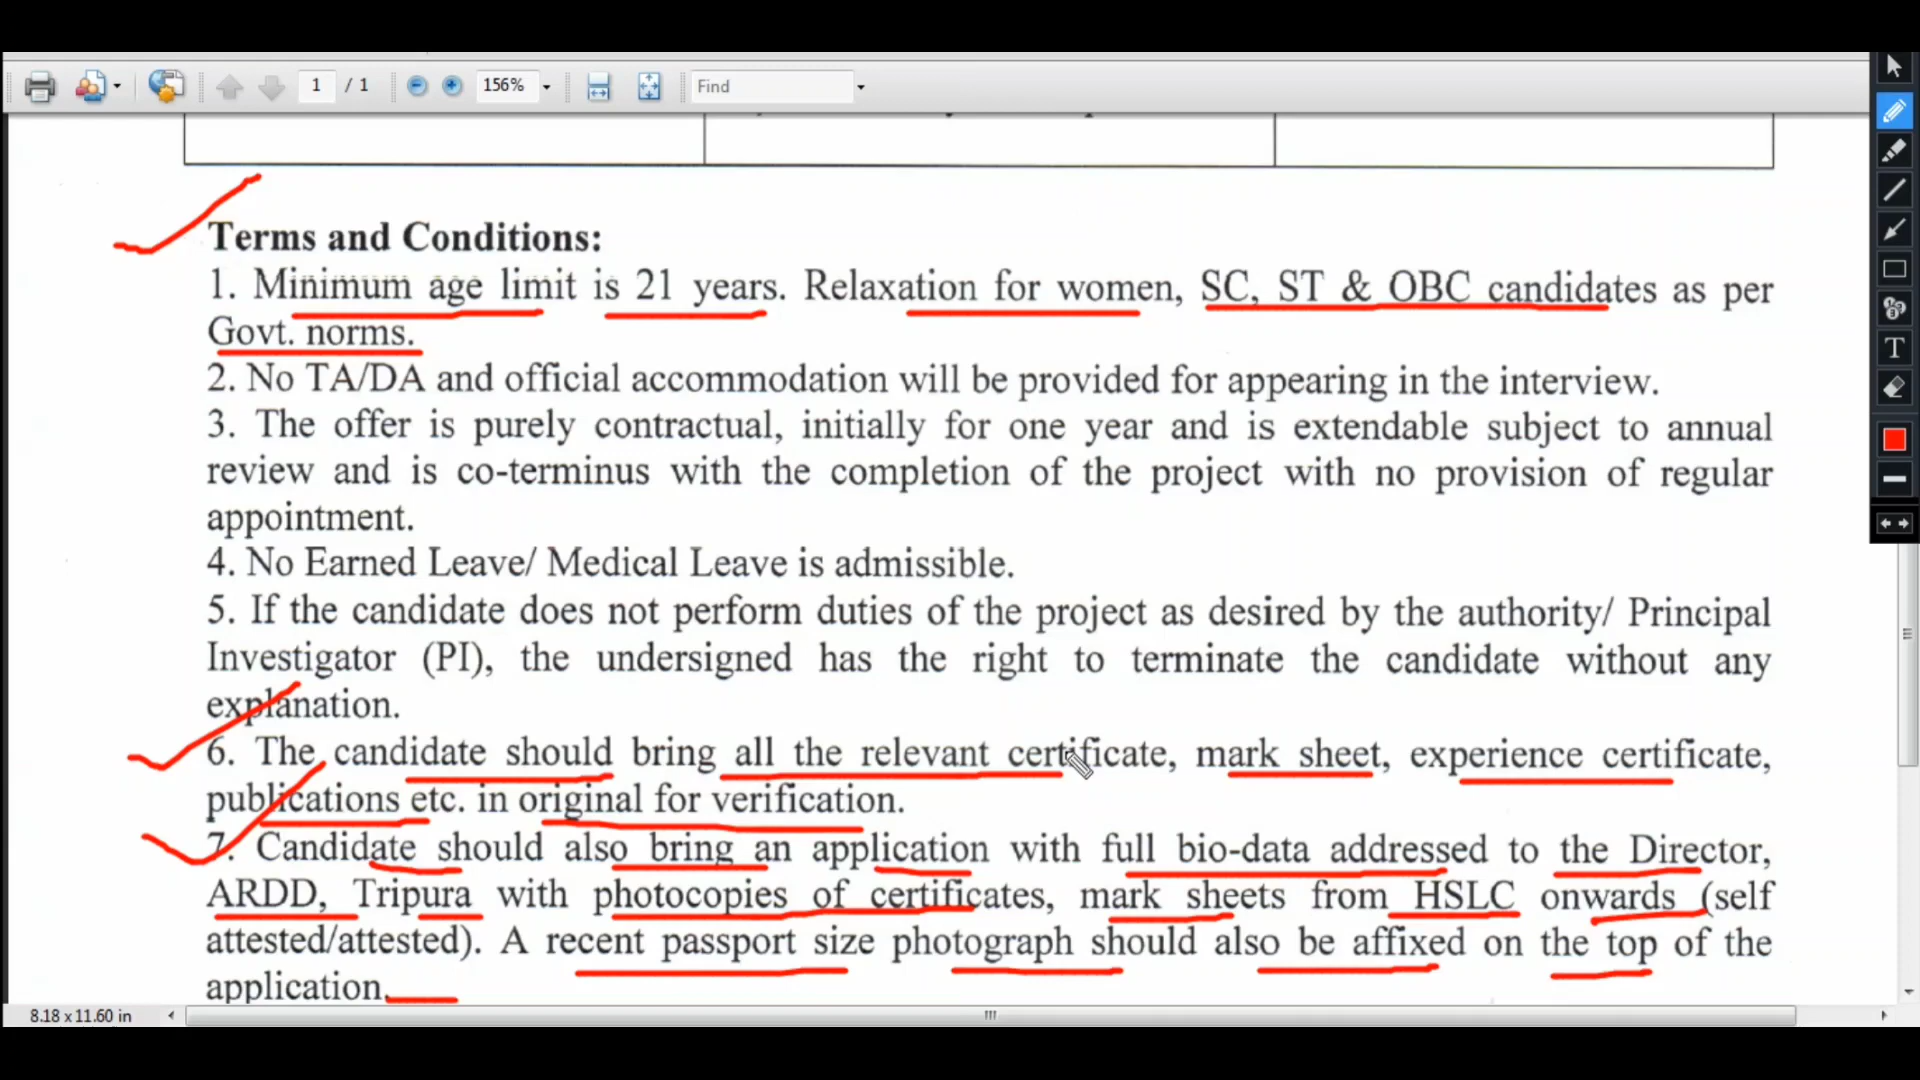 1 / 1 156% Find
Terms and Conditions:
1. Minimum age limit is 21 years. Relaxation for women, SC, ST & OBC candidates as per
Govt. norms.
2. No TA/DA and official accommodation will be provided for appearing in the interview.
3. The offer is purely contractual, initially for one year and is extendable subject to annual
review and is co-terminus with the completion of the project with no provision of regular
appointment.
4. No Earned Leave/ Medical Leave is admissible.
5. If the candidate does not perform duties of the project as desired by the authority/ Principal
Investigator (PI), the undersigned has the right to terminate the candidate without any
explanation.
6. The candidate should bring all the relevant certificate, mark sheet, experience certificate,
publications etc. in original for verification.
7. Candidate should also bring an application with full bio-data addressed to the Director,
ARDD, Tripura with photocopies of certificates, mark sheets from HSLC onwards (self
attested/attested). A recent passport size photograph should also be affixed on the top of the
application.
8.18 x 11.60 in